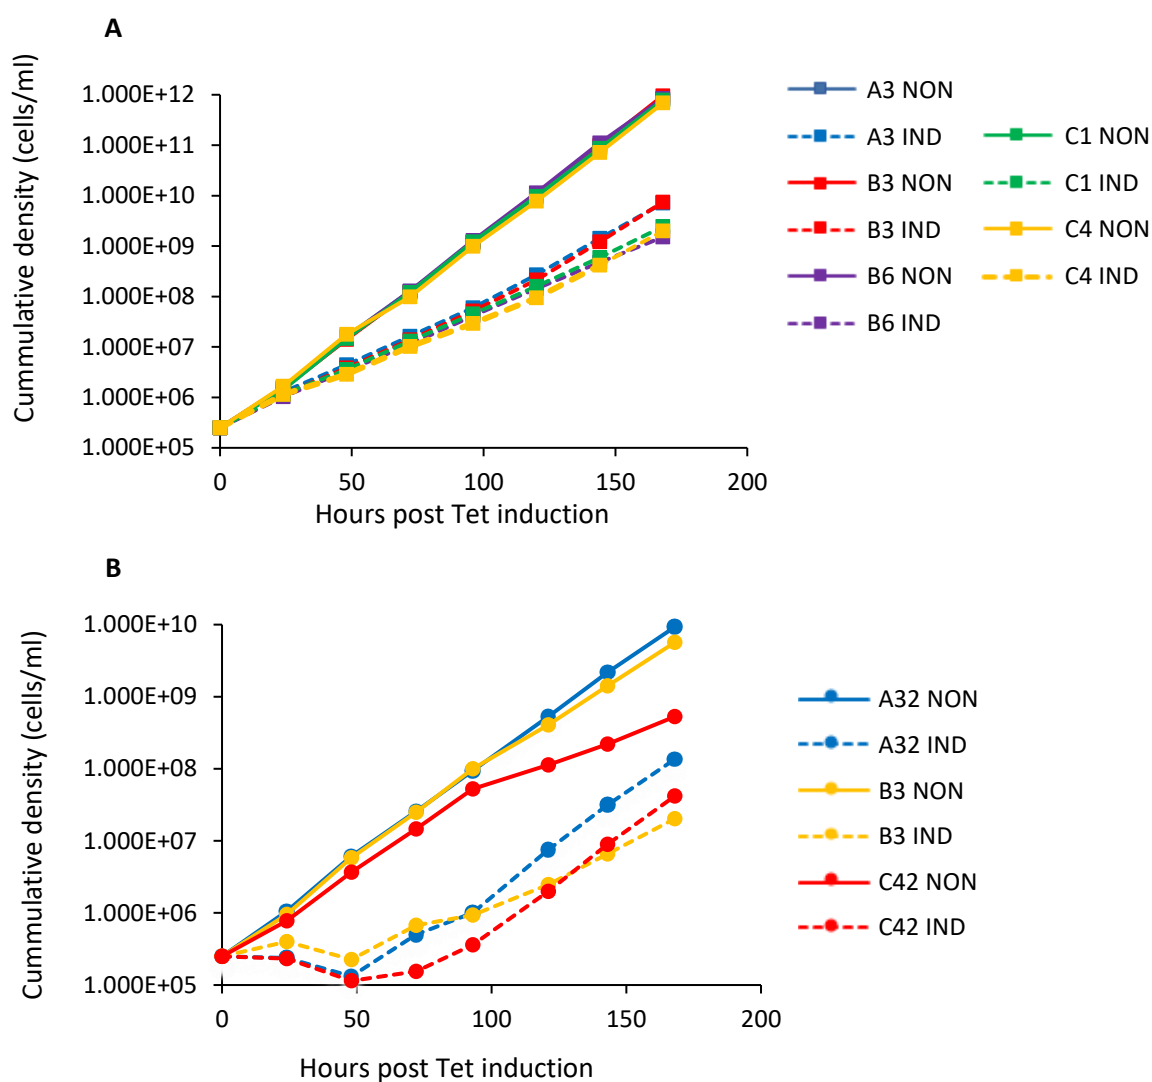 A
Cummulative density (cells/ml)
1.000E+12
1.000E+11
1.000E+10
1.000E+09
1.000E+08
1.000E+07
1.000E+06
1.000E+05
0 50 100 150 200
Hours post Tet induction
A3 NON
A3 IND
B3 NON
B3 IND
B6 NON
B6 IND
C1 NON
C1 IND
C4 NON
C4 IND
B
Cummulative density (cells/ml)
1.000E+10
1.000E+09
1.000E+08
1.000E+07
1.000E+06
1.000E+05
0 50 100 150 200
Hours post Tet induction
A32 NON
A32 IND
B3 NON
B3 IND
C42 NON
C42 IND